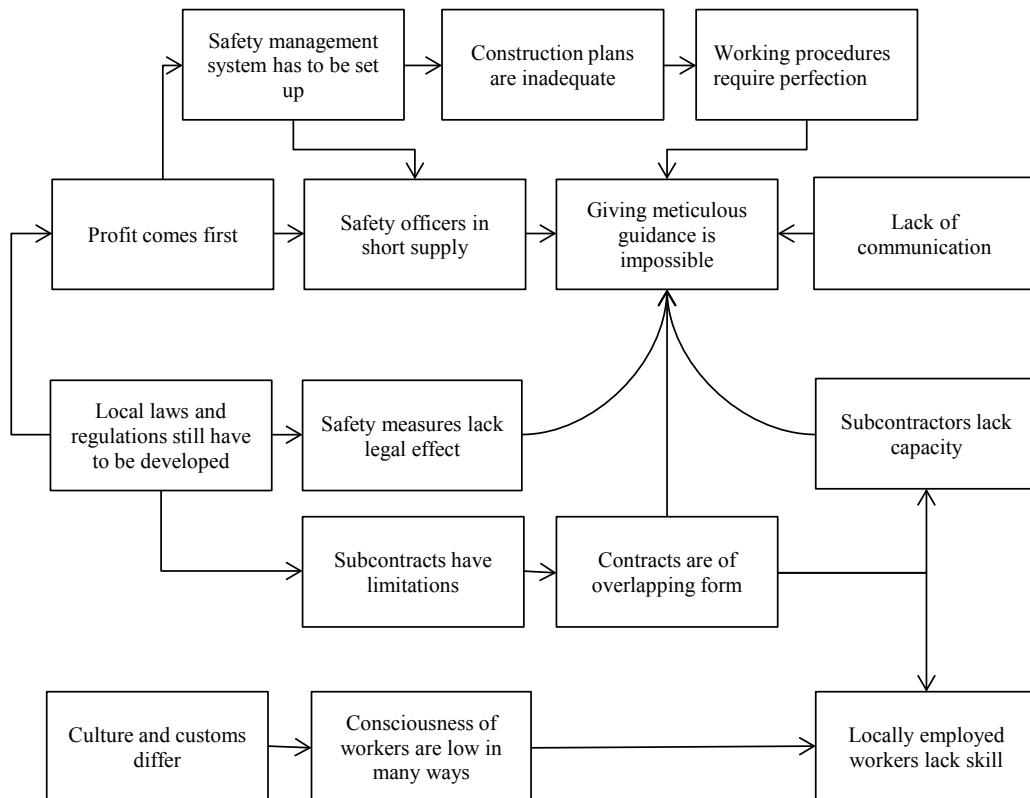 Safety management
system has to be set
up
Construction plans
are inadequate
Working procedures
require perfection
Profit comes first
Safety officers in
short supply
Giving meticulous
guidance is
impossible
Lack of
communication
Local laws and
regulations still have
to be developed
Safety measures lack
legal effect
Subcontractors lack
capacity
Subcontracts have
limitations
Contracts are of
overlapping form
Culture and customs
differ
Consciousness of
workers are low in
many ways
Locally employed
workers lack skill